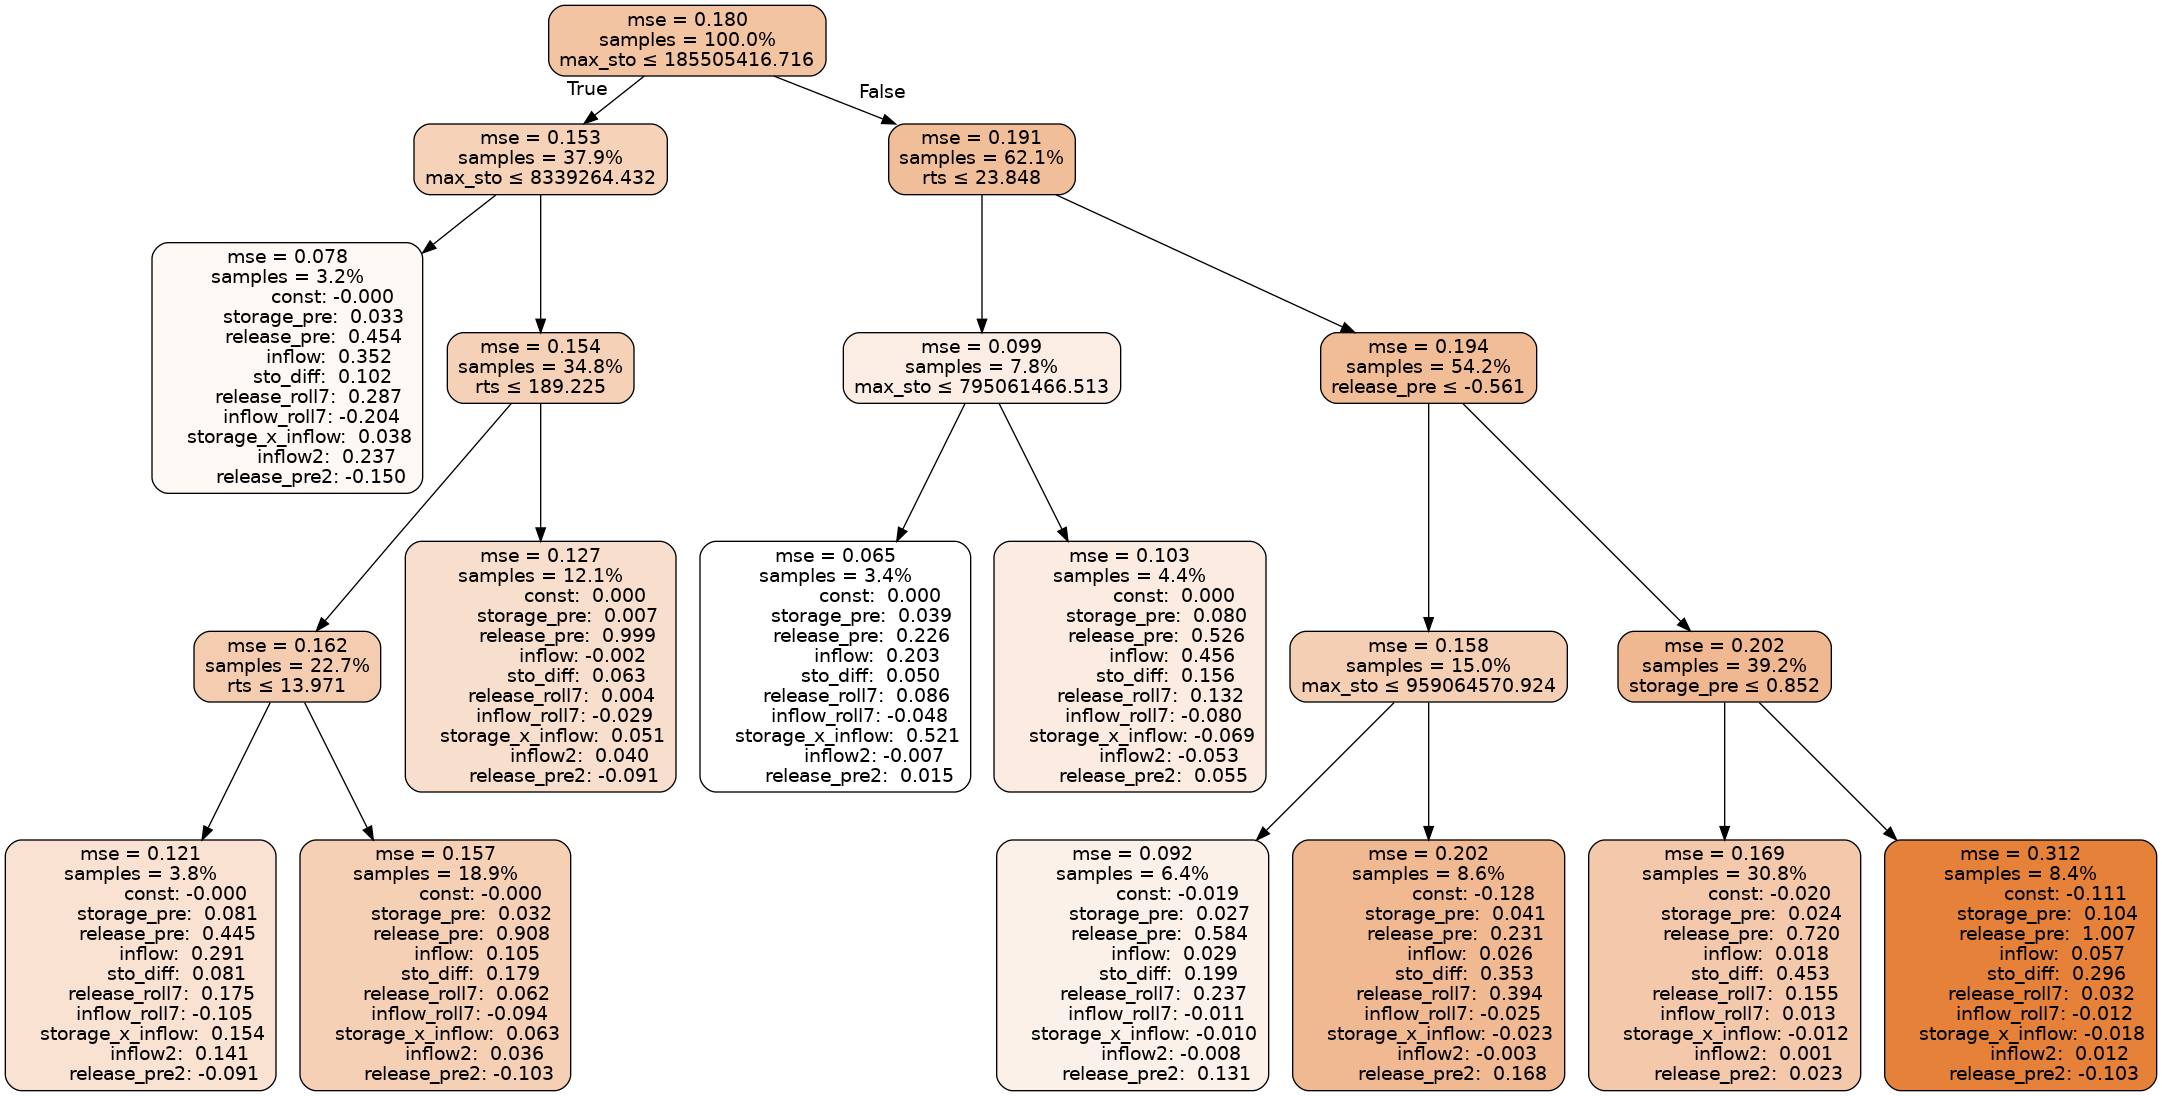 mse = 0.180
samples = 100.0%
max_sto ≤ 185505416.716
True
False
mse = 0.153
samples = 37.9%
max_sto ≤ 8339264.432
mse = 0.191
samples = 62.1%
rts ≤ 23.848
mse = 0.078
samples = 3.2%
const: -0.000
storage_pre:  0.033
release_pre:  0.454
inflow:  0.352
sto_diff:  0.102
release_roll7:  0.287
inflow_roll7: -0.204
storage_x_inflow:  0.038
inflow2:  0.237
release_pre2: -0.150
mse = 0.154
samples = 34.8%
rts ≤ 189.225
mse = 0.099
samples = 7.8%
max_sto ≤ 795061466.513
mse = 0.194
samples = 54.2%
release_pre ≤ -0.561
mse = 0.162
samples = 22.7%
rts ≤ 13.971
mse = 0.127
samples = 12.1%
const:  0.000
storage_pre:  0.007
release_pre:  0.999
inflow: -0.002
sto_diff:  0.063
release_roll7:  0.004
inflow_roll7: -0.029
storage_x_inflow:  0.051
inflow2:  0.040
release_pre2: -0.091
mse = 0.065
samples = 3.4%
const:  0.000
storage_pre:  0.039
release_pre:  0.226
inflow:  0.203
sto_diff:  0.050
release_roll7:  0.086
inflow_roll7: -0.048
storage_x_inflow:  0.521
inflow2: -0.007
release_pre2:  0.015
mse = 0.103
samples = 4.4%
const:  0.000
storage_pre:  0.080
release_pre:  0.526
inflow:  0.456
sto_diff:  0.156
release_roll7:  0.132
inflow_roll7: -0.080
storage_x_inflow: -0.069
inflow2: -0.053
release_pre2:  0.055
mse = 0.158
samples = 15.0%
max_sto ≤ 959064570.924
mse = 0.202
samples = 39.2%
storage_pre ≤ 0.852
mse = 0.121
samples = 3.8%
const: -0.000
storage_pre:  0.081
release_pre:  0.445
inflow:  0.291
sto_diff:  0.081
release_roll7:  0.175
inflow_roll7: -0.105
storage_x_inflow:  0.154
inflow2:  0.141
release_pre2: -0.091
mse = 0.157
samples = 18.9%
const: -0.000
storage_pre:  0.032
release_pre:  0.908
inflow:  0.105
sto_diff:  0.179
release_roll7:  0.062
inflow_roll7: -0.094
storage_x_inflow:  0.063
inflow2:  0.036
release_pre2: -0.103
mse = 0.092
samples = 6.4%
const: -0.019
storage_pre:  0.027
release_pre:  0.584
inflow:  0.029
sto_diff:  0.199
release_roll7:  0.237
inflow_roll7: -0.011
storage_x_inflow: -0.010
inflow2: -0.008
release_pre2:  0.131
mse = 0.202
samples = 8.6%
const: -0.128
storage_pre:  0.041
release_pre:  0.231
inflow:  0.026
sto_diff:  0.353
release_roll7:  0.394
inflow_roll7: -0.025
storage_x_inflow: -0.023
inflow2: -0.003
release_pre2:  0.168
mse = 0.169
samples = 30.8%
const: -0.020
storage_pre:  0.024
release_pre:  0.720
inflow:  0.018
sto_diff:  0.453
release_roll7:  0.155
inflow_roll7:  0.013
storage_x_inflow: -0.012
inflow2:  0.001
release_pre2:  0.023
mse = 0.312
samples = 8.4%
const: -0.111
storage_pre:  0.104
release_pre:  1.007
inflow:  0.057
sto_diff:  0.296
release_roll7:  0.032
inflow_roll7: -0.012
storage_x_inflow: -0.018
inflow2:  0.012
release_pre2: -0.103